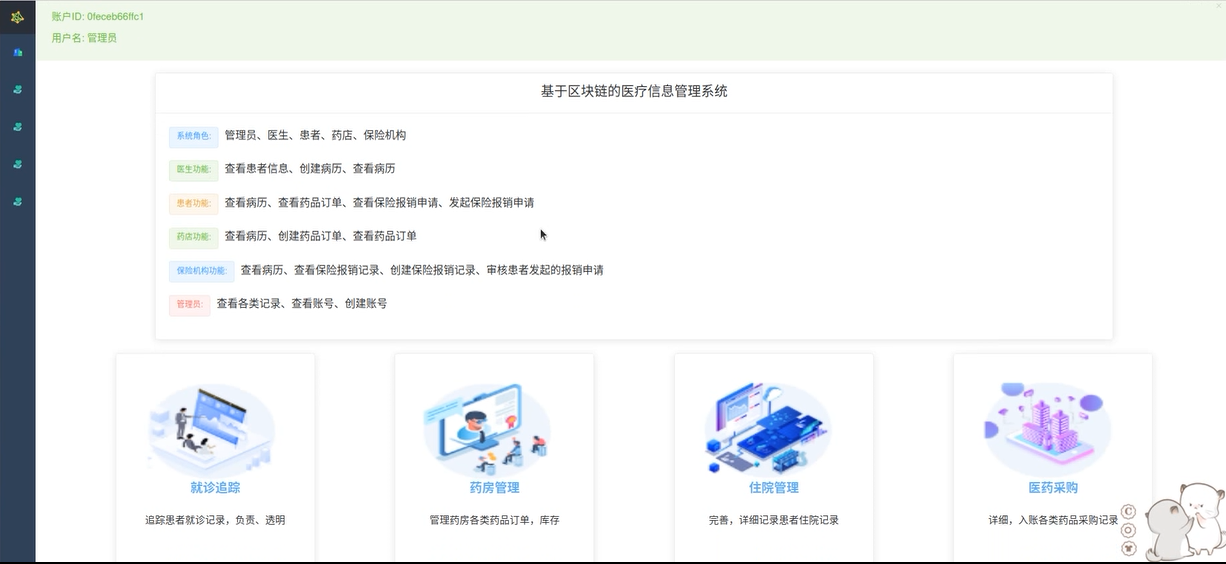 账户ID: 0feceb66ffc1
用户名: 管理员
基于区块链的医疗信息管理系统
系统角色: 管理员、医生、患者、药店、保险机构
医生功能: 查看患者信息、创建病历、查看病历
患者功能: 查看病历、查看药品订单、查看保险报销申请、发起保险报销申请
药店功能: 查看病历、创建药品订单、查看药品订单
保险机构功能: 查看病历、查看保险报销记录、创建保险报销记录、审核患者发起的报销申请
管理员: 查看各类记录、查看账号、创建账号
就诊追踪
药房管理
住院管理
医药采购
追踪患者就诊记录，负责、透明
管理药房各类药品订单，库存
完善，详细记录患者住院记录
详细，入账各类药品采购记录